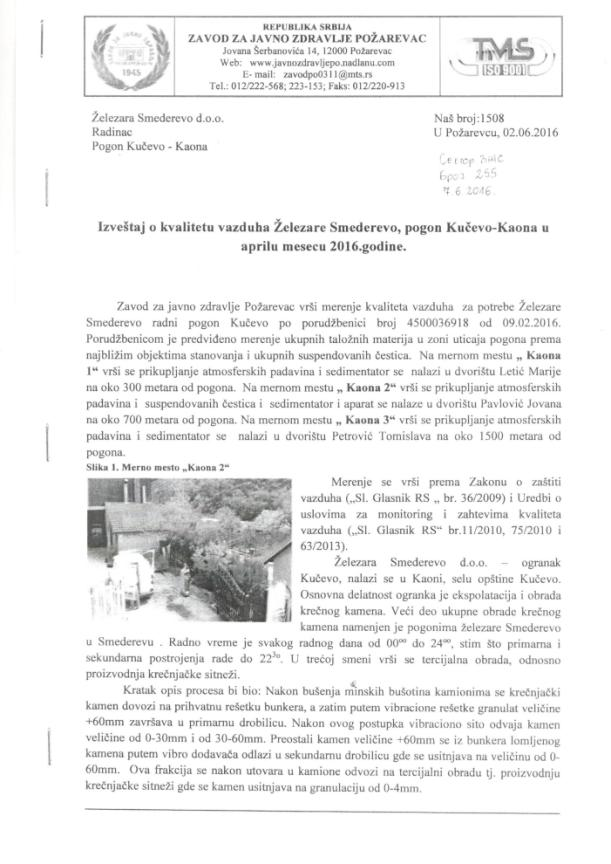 REPUBLIKA SRBIJA
ZAVOD ZA JAVNO ZDRAVLJE POŽAREVAC
Jovana Šerbanovića 14, 12000 Požarevac
Web: www.javnozdravljepo.nadlanu.com
E- mail: zavodpo0311@mts.rs
Tel.: 012/222-568; 223-153; Faks: 012/220-913
1945
TMS
ISO 9001
Železara Smederevo d.o.o.
Radinac
Pogon Kučevo - Kaona
Naš broj:1508
U Požarevcu, 02.06.2016
Сектор
Број 255
7.6.2016.
Izveštaj o kvalitetu vazduha Železare Smederevo, pogon Kučevo-Kaona u
aprilu mesecu 2016.godine.
Zavod za javno zdravlje Požarevac vrši merenje kvaliteta vazduha za potrebe Železare
Smederevo radni pogon Kučevo po porudžbenici broj 4500036918 od 09.02.2016.
Porudžbenicom je predviđeno merenje ukupnih taložnih materija u zoni uticaja pogona prema
najbližim objektima stanovanja i ukupnih suspendovanih čestica. Na mernom mestu „ Kaona
1“ vrši se prikupljanje atmosferskih padavina i sedimentator se nalazi u dvorištu Letić Marije
na oko 300 metara od pogona. Na mernom mestu „ Kaona 2“ vrši se prikupljanje atmosferskih
padavina i suspendovanih čestica i sedimentator i aparat se nalaze u dvorištu Pavlović Jovana
na oko 700 metara od pogona. Na mernom mestu „ Kaona 3“ vrši se prikupljanje atmosferskih
padavina i sedimentator se nalazi u dvorištu Petrović Tomislava na oko 1500 metara od
pogona.
Slika 1. Merno mesto „Kaona 2“
Merenje se vrši prema Zakonu o zaštiti
vazduha („Sl. Glasnik RS „ br. 36/2009) i Uredbi o
uslovima za monitoring i zahtevima kvaliteta
vazduha („Sl. Glasnik RS“ br.11/2010, 75/2010 i
63/2013).
Železara Smederevo d.o.o. – ogranak
Kučevo, nalazi se u Kaoni, selu opštine Kučevo.
Osnovna delatnost ogranka je ekspolatacija i obrada
krečnog kamena. Veći deo ukupne obrade krečnog
kamena namenjen je pogonima železare Smederevo
u Smederevu . Radno vreme je svakog radnog dana od 00ºº do 24ºº, stim što primarna i
sekundarna postrojenja rade do 22³º. U trećoj smeni vrši se tercijalna obrada, odnosno
proizvodnja krečnjačke sitneži.
Kratak opis procesa bi bio: Nakon bušenja minskih bušotina kamionima se krečnjački
kamen dovozi na prihvatnu rešetku bunkera, a zatim putem vibracione rešetke granulat veličine
+60mm završava u primarnu drobilicu. Nakon ovog postupka vibraciono sito odvaja kamen
veličine od 0-30mm i od 30-60mm. Preostali kamen veličine +60mm se iz bunkera lomljenog
kamena putem vibro dodavača odlazi u sekundarnu drobilicu gde se usitnjava na veličinu od 0-
60mm. Ova frakcija se nakon utovara u kamione odvozi na tercijalni obradu tj. proizvodnju
krečnjačke sitneži gde se kamen usitnjava na granulaciju od 0-4mm.